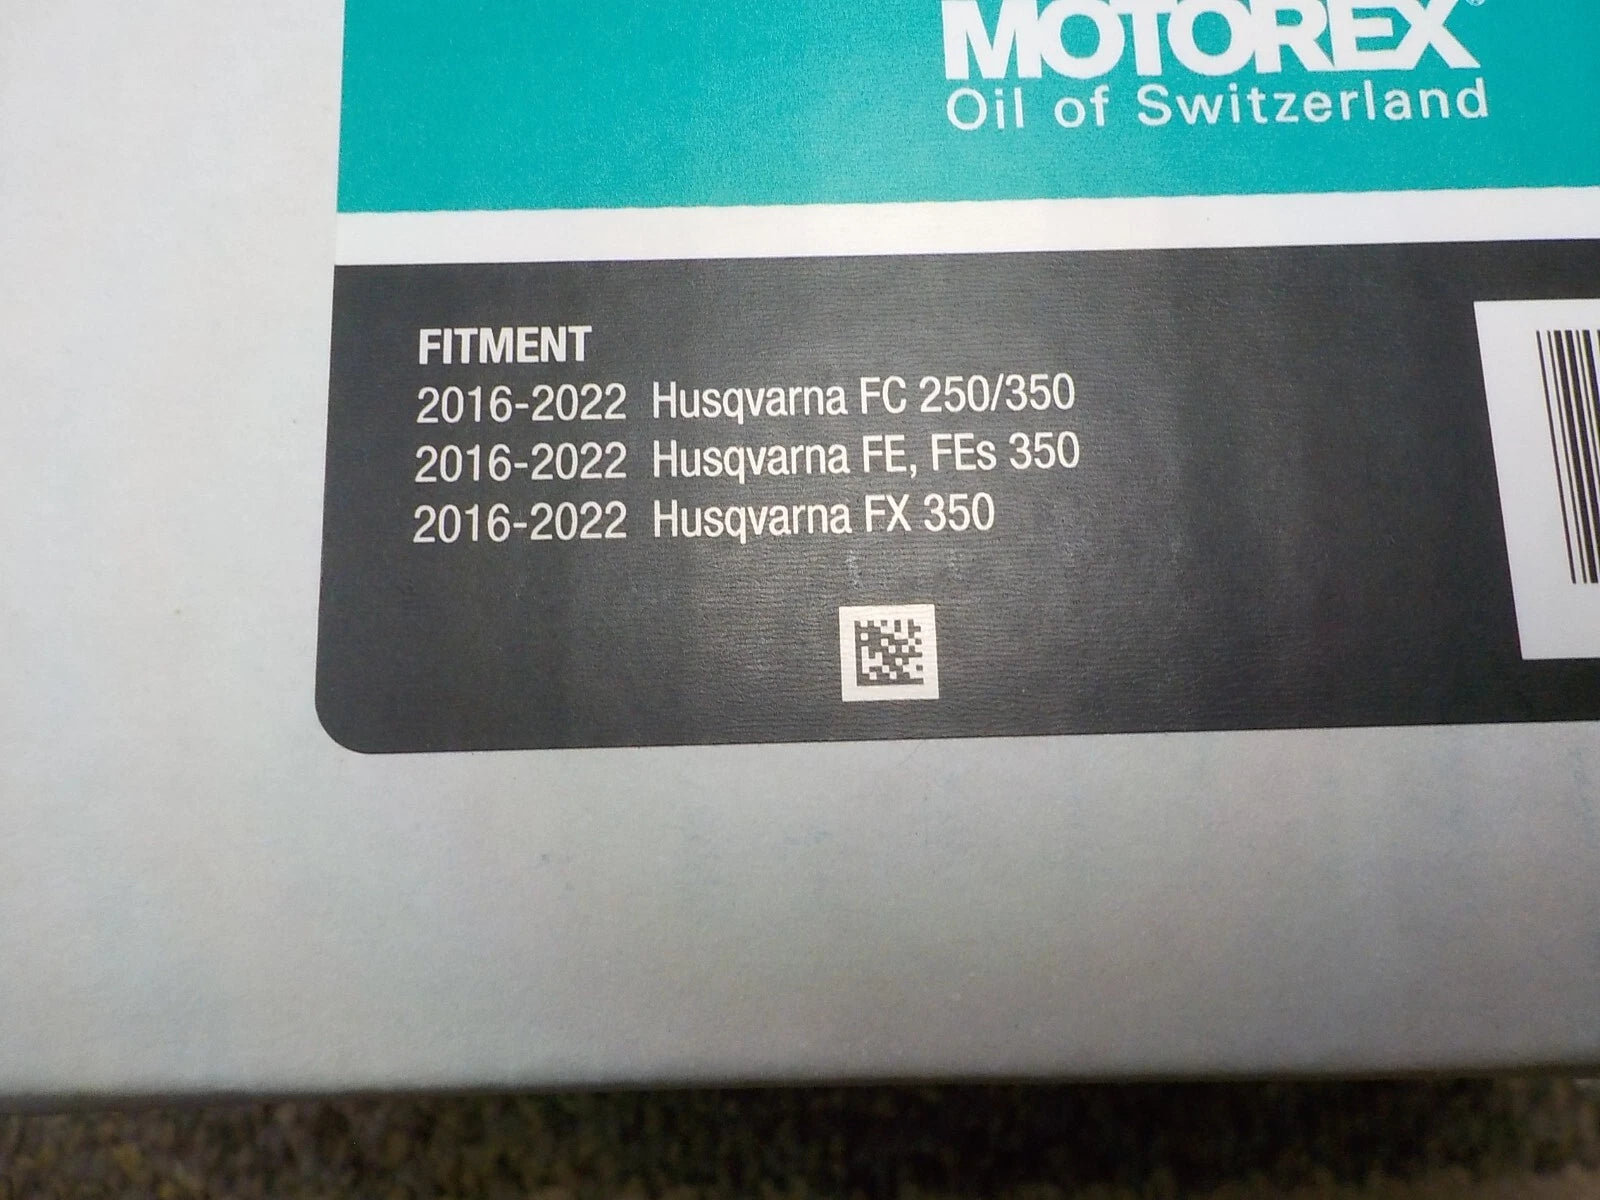 MOTOREX®
Oil of Switzerland
FITMENT
2016-2022 Husqvarna FC 250/350
2016-2022 Husqvarna FE, FEs 350
2016-2022 Husqvarna FX 350